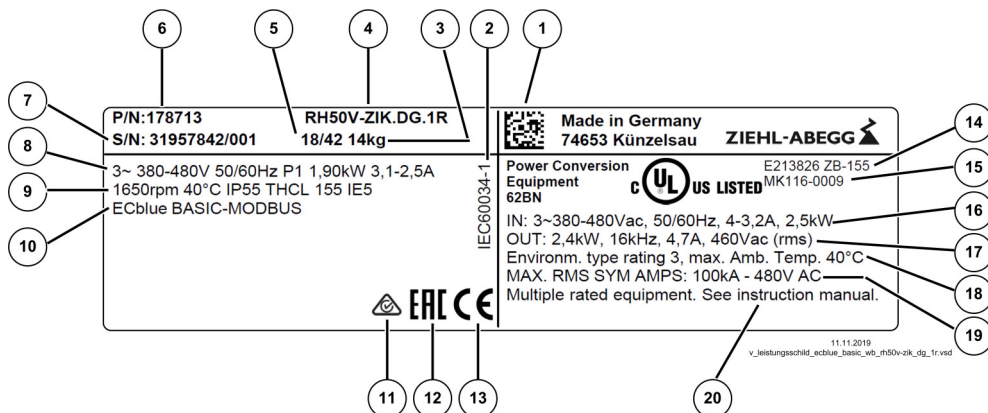 6
5
4
3
2
1
7
P/N:178713
RH50V-ZIK.DG.1R
S/N: 31957842/001
18/42 14kg
Made in Germany
74653 Künzelsau
ZIEHL-ABEGG
14
8
3~ 380-480V 50/60Hz P1 1,90kW 3,1-2,5A
9
1650rpm 40°C IP55 THCL 155 IE5
10
ECblue BASIC-MODBUS
IEC60034-1
Power Conversion
Equipment
62BN
C UL US LISTED
E213826 ZB-155
MK116-0009
15
IN: 3~380-480Vac, 50/60Hz, 4-3,2A, 2,5kW
16
OUT: 2,4kW, 16kHz, 4,7A, 460Vac (rms)
17
Environm. type rating 3, max. Amb. Temp. 40°C
18
MAX. RMS SYM AMPS: 100kA - 480V AC
19
Multiple rated equipment. See instruction manual.
EAC CE
11.11.2019
v_leistungsschild_ecblue_basic_wb_rh50v-zik_dg_1r.vsd
11
12
13
20